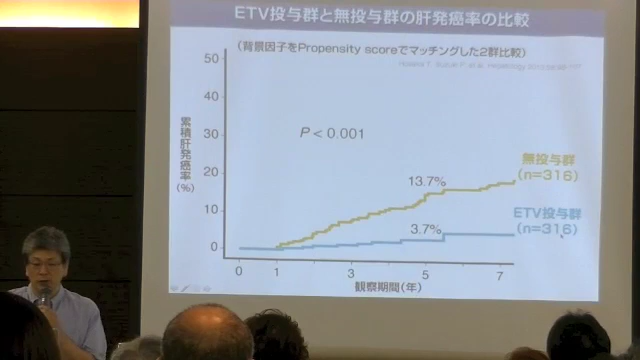 ETV投与群と無投与群の肝発癌率の比較
(背景因子をPropensity scoreでマッチングした2群比較)
50
40
30
20
10
0
累積肝発癌率
(%)
P<0.001
13.7%
3.7%
無投与群
(n=316)
ETV投与群
(n=316)
0
1
3
5
7
観察期間(年)